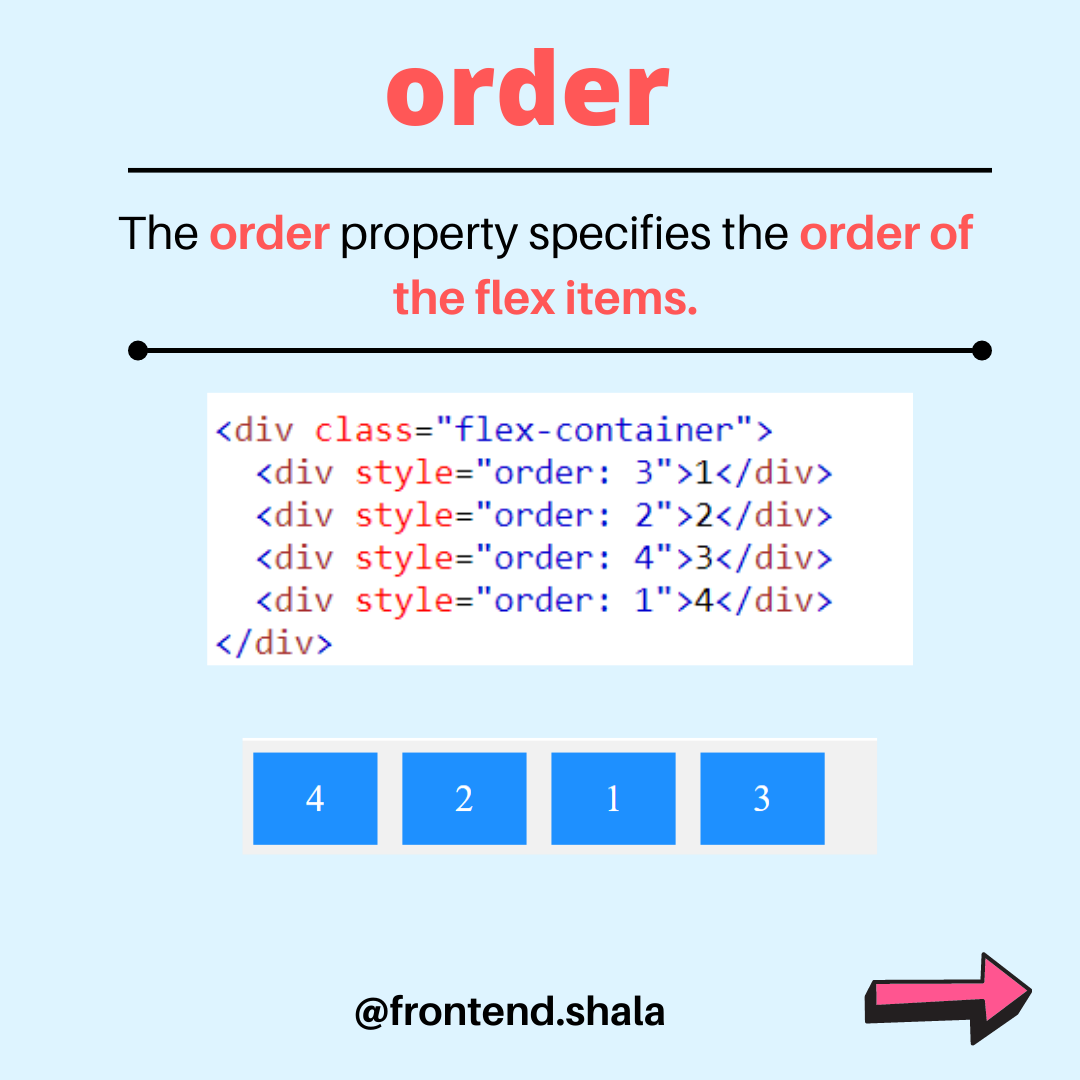 order
The order property specifies the order of
the flex items.
<div class="flex-container">
  <div style="order: 3">1</div>
  <div style="order: 2">2</div>
  <div style="order: 4">3</div>
  <div style="order: 1">4</div>
</div>
4 2 1 3
@frontend.shala